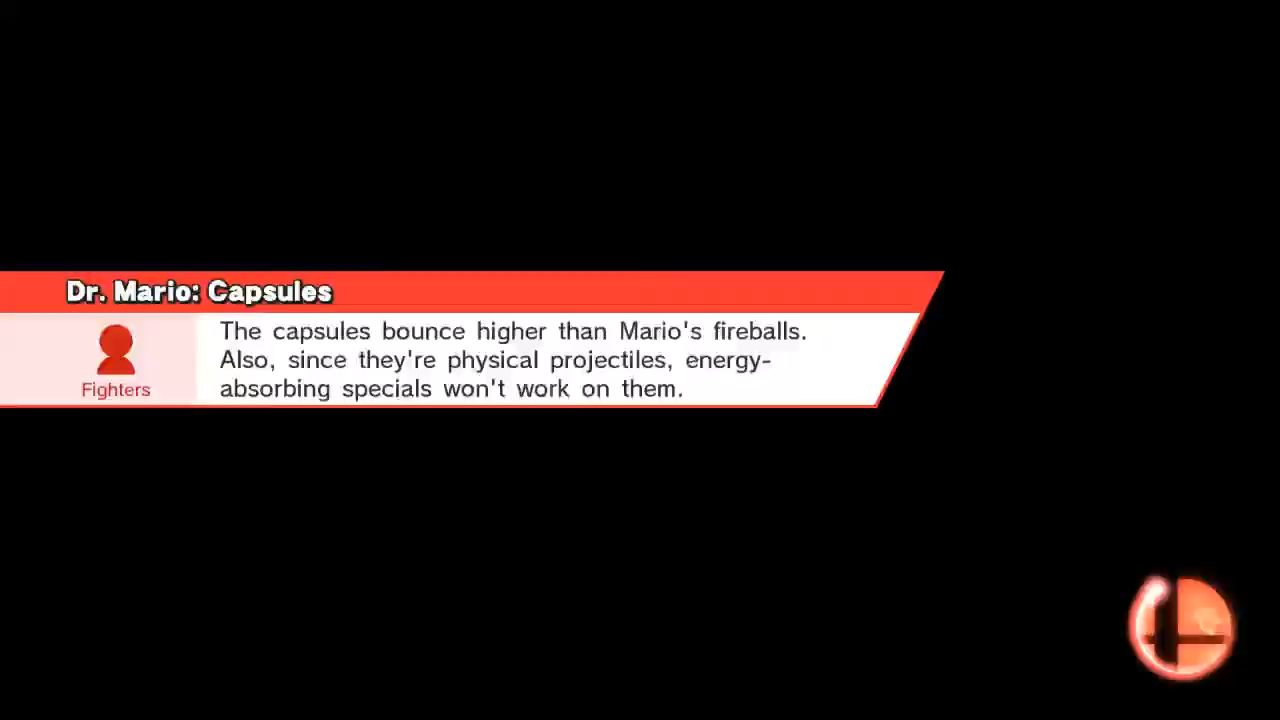 Dr. Mario: Capsules
The capsules bounce higher than Mario's fireballs.
Also, since they're physical projectiles, energy-
absorbing specials won't work on them.
Fighters